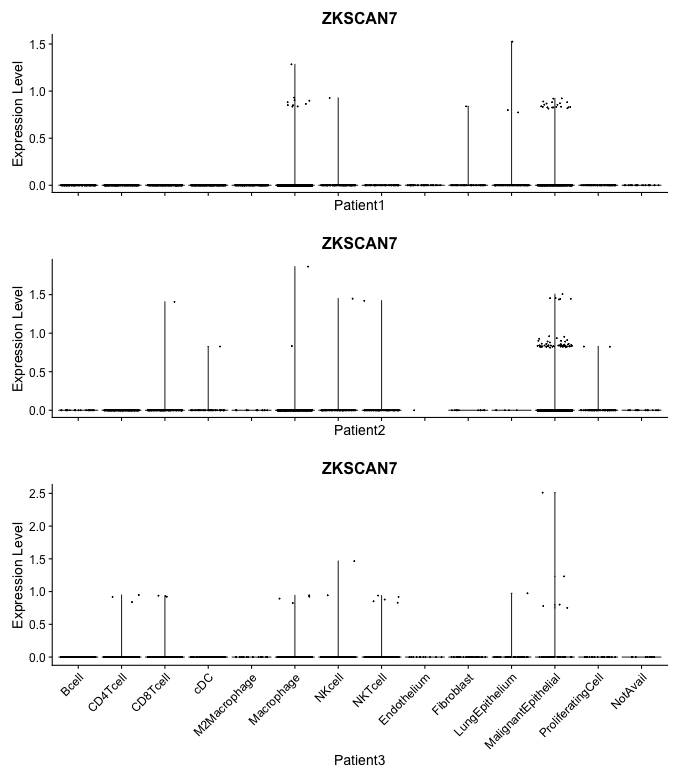 ZKSCAN7
Expression Level
1.5
1.0
0.5
0.0
Patient1
ZKSCAN7
Expression Level
1.5
1.0
0.5
0.0
Patient2
ZKSCAN7
Expression Level
2.5
2.0
1.5
1.0
0.5
0.0
Bcell
CD4Tcell
CD8Tcell
cDC
M2Macrophage
Macrophage
NKcell
NKTcell
Endothelium
Fibroblast
LungEpithelium
MalignantEpithelial
ProliferatingCell
NotAvail
Patient3